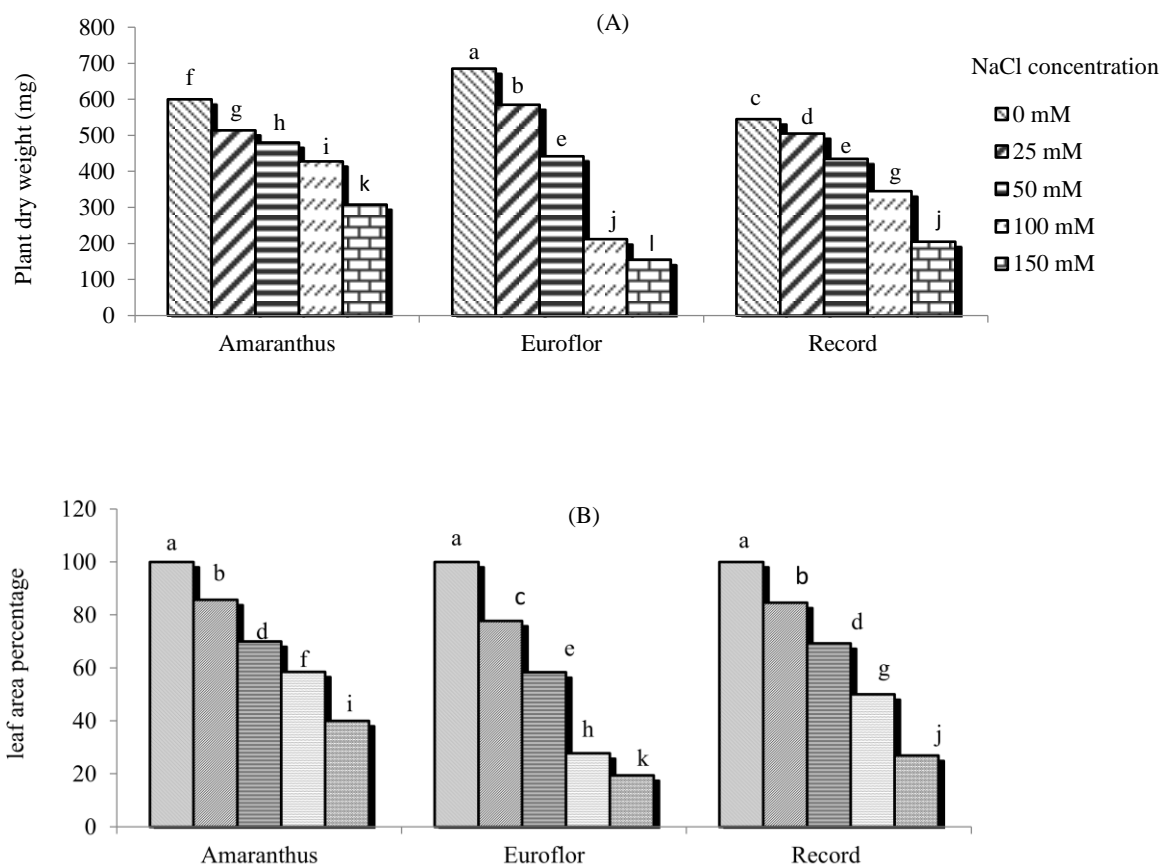 (A)
Plant dry weight (mg)
800
700
600
500
400
300
200
100
0
f
g
h
i
k
a
b
e
j
l
c
d
e
g
j
Amaranthus
Euroflor
Record
NaCl concentration
0 mM
25 mM
50 mM
100 mM
150 mM
(B)
leaf area percentage
120
100
80
60
40
20
0
a
b
d
f
i
a
c
e
h
k
a
b
d
g
j
Amaranthus
Euroflor
Record